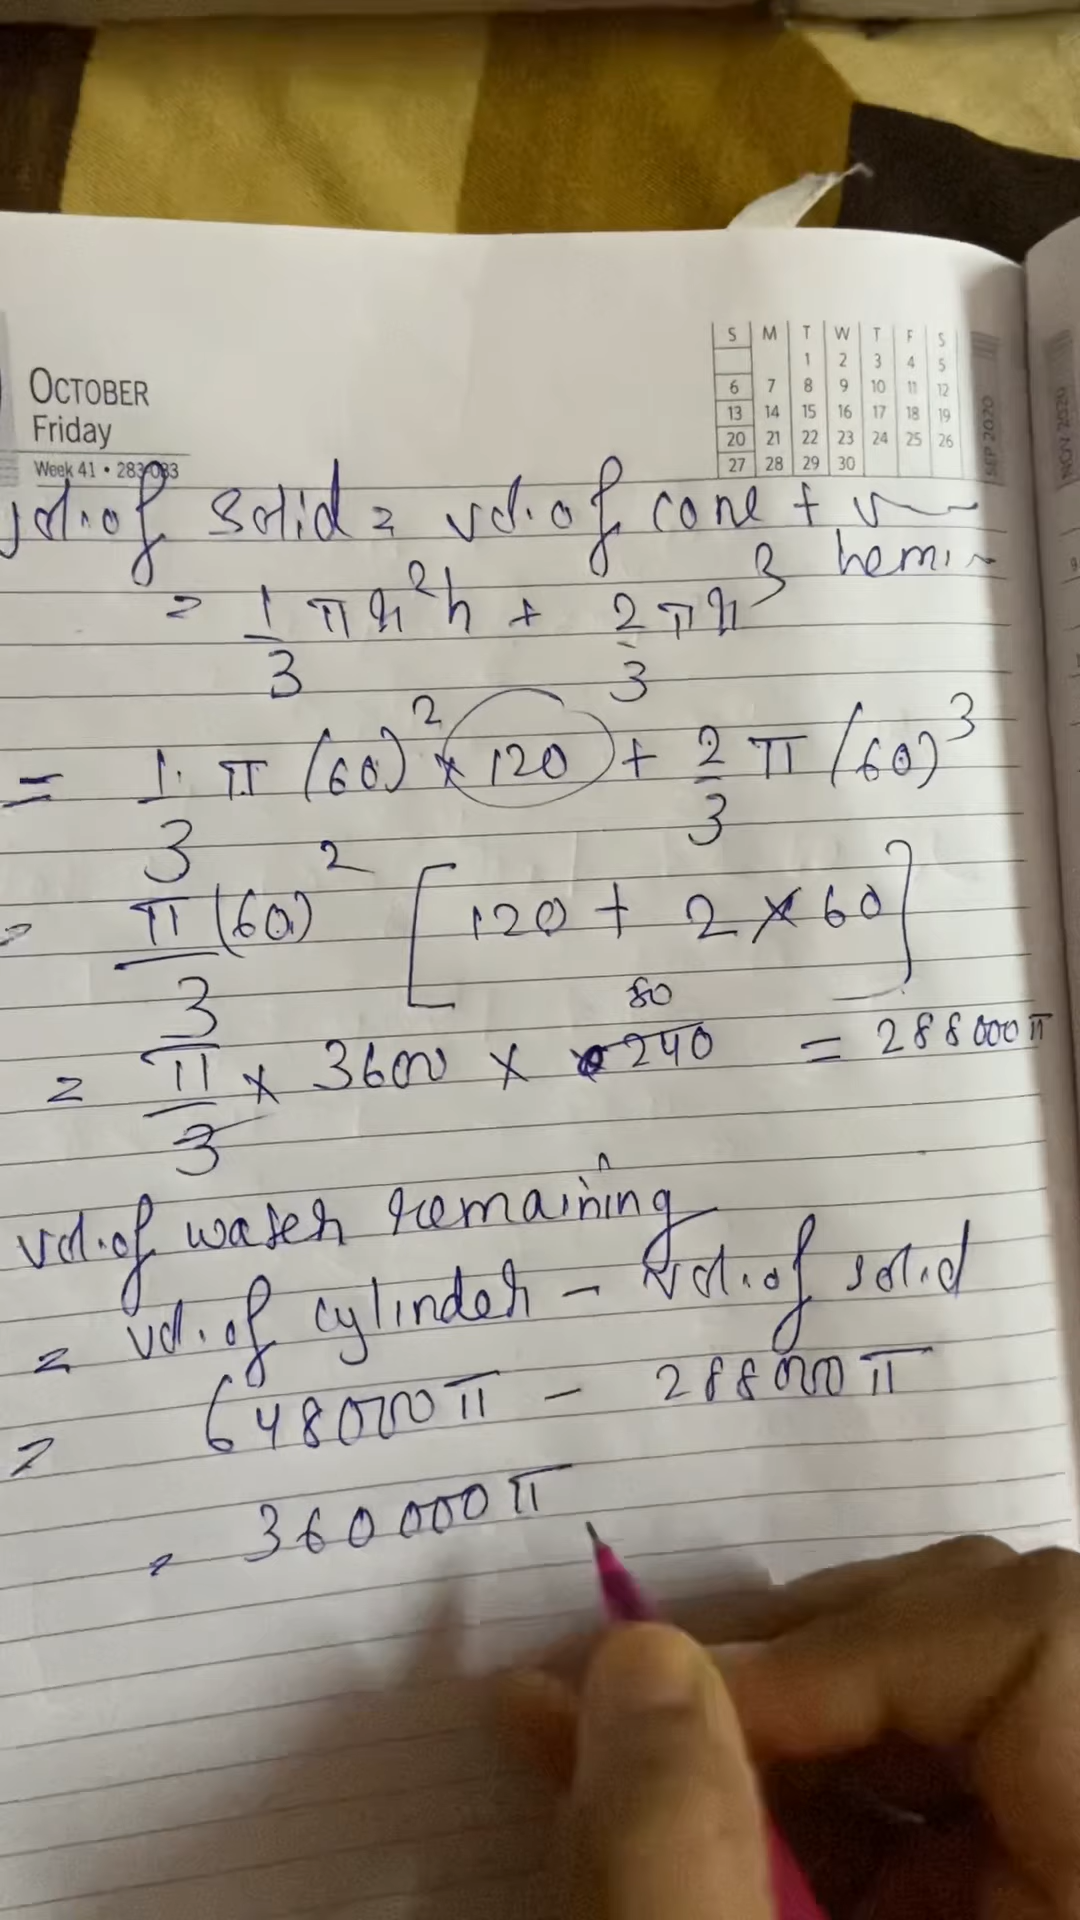 OCTOBER
Friday
Week 41 • 283-083
S M T W T F S
1 2 3 4 5
6 7 8 9 10 11 12
13 14 15 16 17 18 19
20 21 22 23 24 25 26
27 28 29 30
SEP 2020
NOV 2020
vol. of solid = vol. of cone + v
hemi
= 1/3 πr²h + 2/3 πr³
= 1/3 π (60)² × 120 + 2/3 π (60)³
= π/3 (60)² [120 + 2 × 60]
80
= π/3 × 3600 × 240 = 288000π
vol. of water remaining
= vol. of cylinder - vol. of solid
= 648000π - 288000π
= 360000π